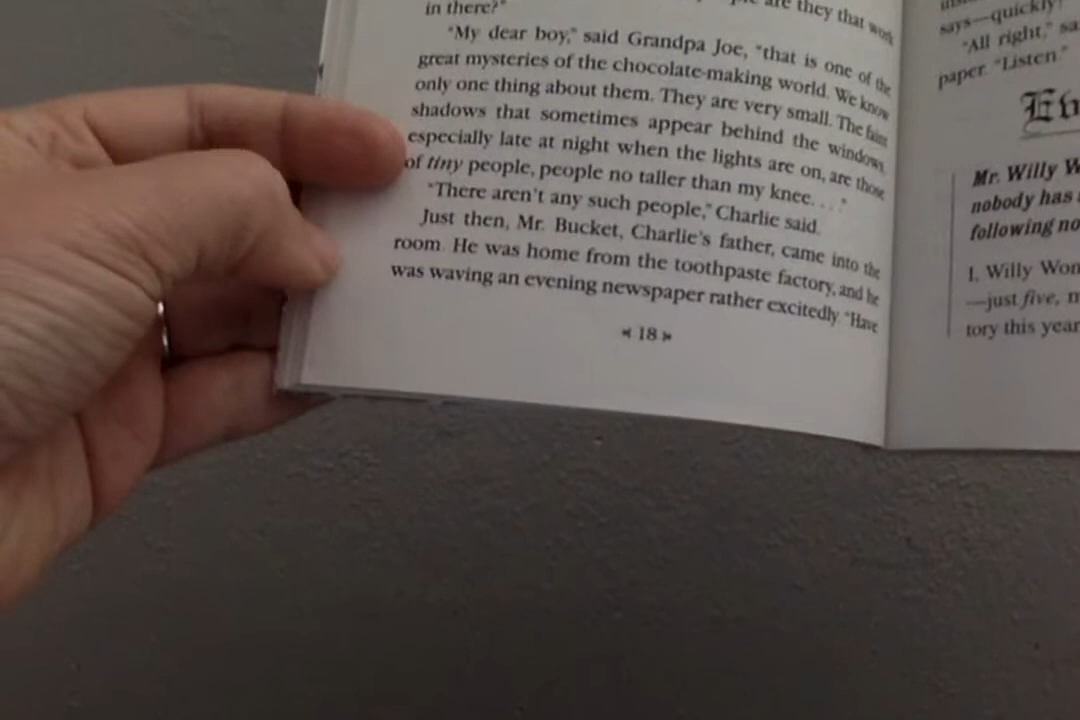 are they that work
in there?"
"My dear boy," said Grandpa Joe, "that is one of the
great mysteries of the chocolate-making world. We know
only one thing about them. They are very small. The faint
shadows that sometimes appear behind the windows,
especially late at night when the lights are on, are those
of tiny people, people no taller than my knee. . . ."
"There aren't any such people," Charlie said.
Just then, Mr. Bucket, Charlie's father, came into the
room. He was home from the toothpaste factory, and he
was waving an evening newspaper rather excitedly. "Have
18
says—quickly!
"All right," sa
paper. "Listen."
Ev
Mr. Willy W
nobody has
following no
1. Willy Won
—just five, n
tory this year